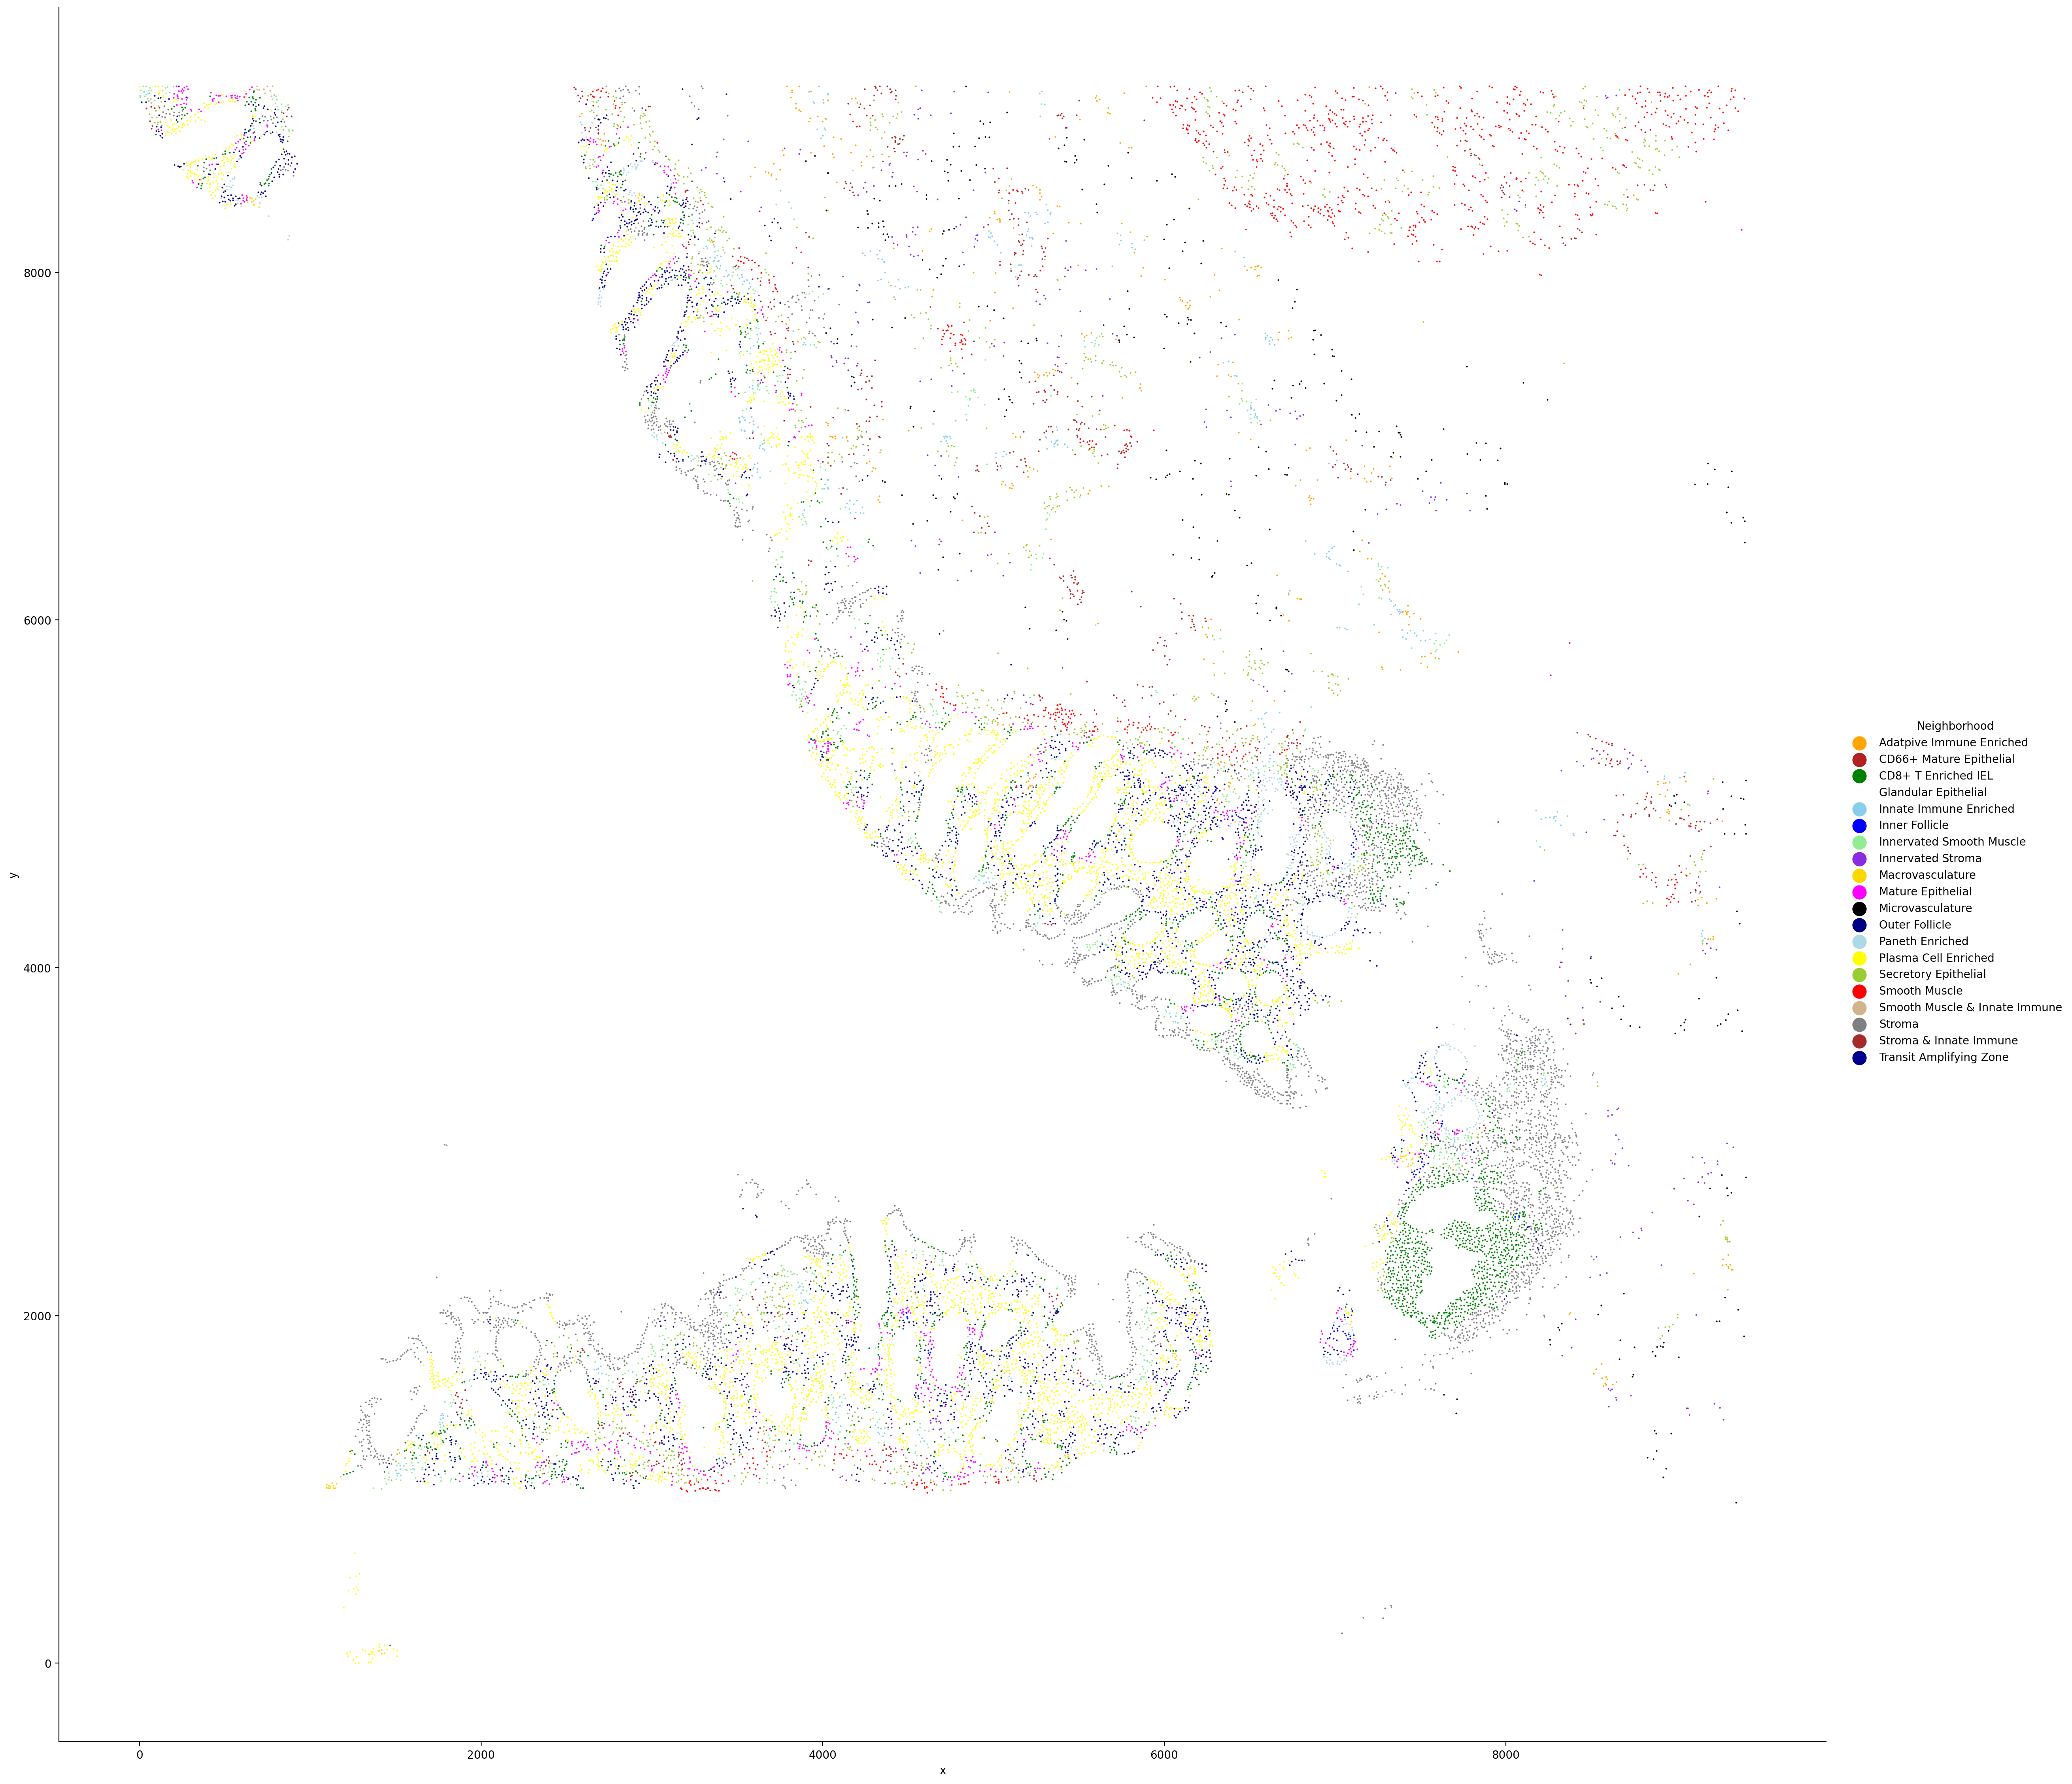 8000
6000
4000
2000
0
y
0
2000
4000
6000
8000
x
Neighborhood
Adatpive Immune Enriched
CD66+ Mature Epithelial
CD8+ T Enriched IEL
Glandular Epithelial
Innate Immune Enriched
Inner Follicle
Innervated Smooth Muscle
Innervated Stroma
Macrovasculature
Mature Epithelial
Microvasculature
Outer Follicle
Paneth Enriched
Plasma Cell Enriched
Secretory Epithelial
Smooth Muscle
Smooth Muscle & Innate Immune
Stroma
Stroma & Innate Immune
Transit Amplifying Zone